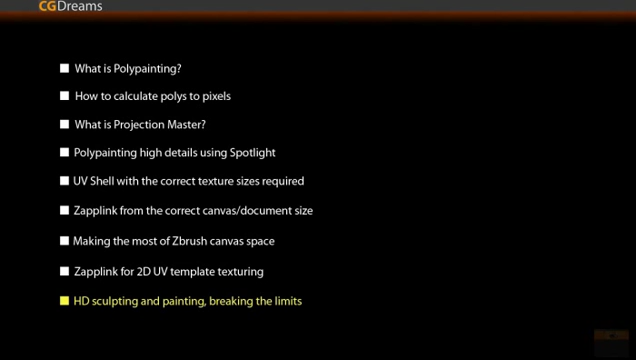 CGDreams
What is Polypainting?
How to calculate polys to pixels
What is Projection Master?
Polypainting high details using Spotlight
UV Shell with the correct texture sizes required
Zapplink from the correct canvas/document size
Making the most of Zbrush canvas space
Zapplink for 2D UV template texturing
HD sculpting and painting, breaking the limits